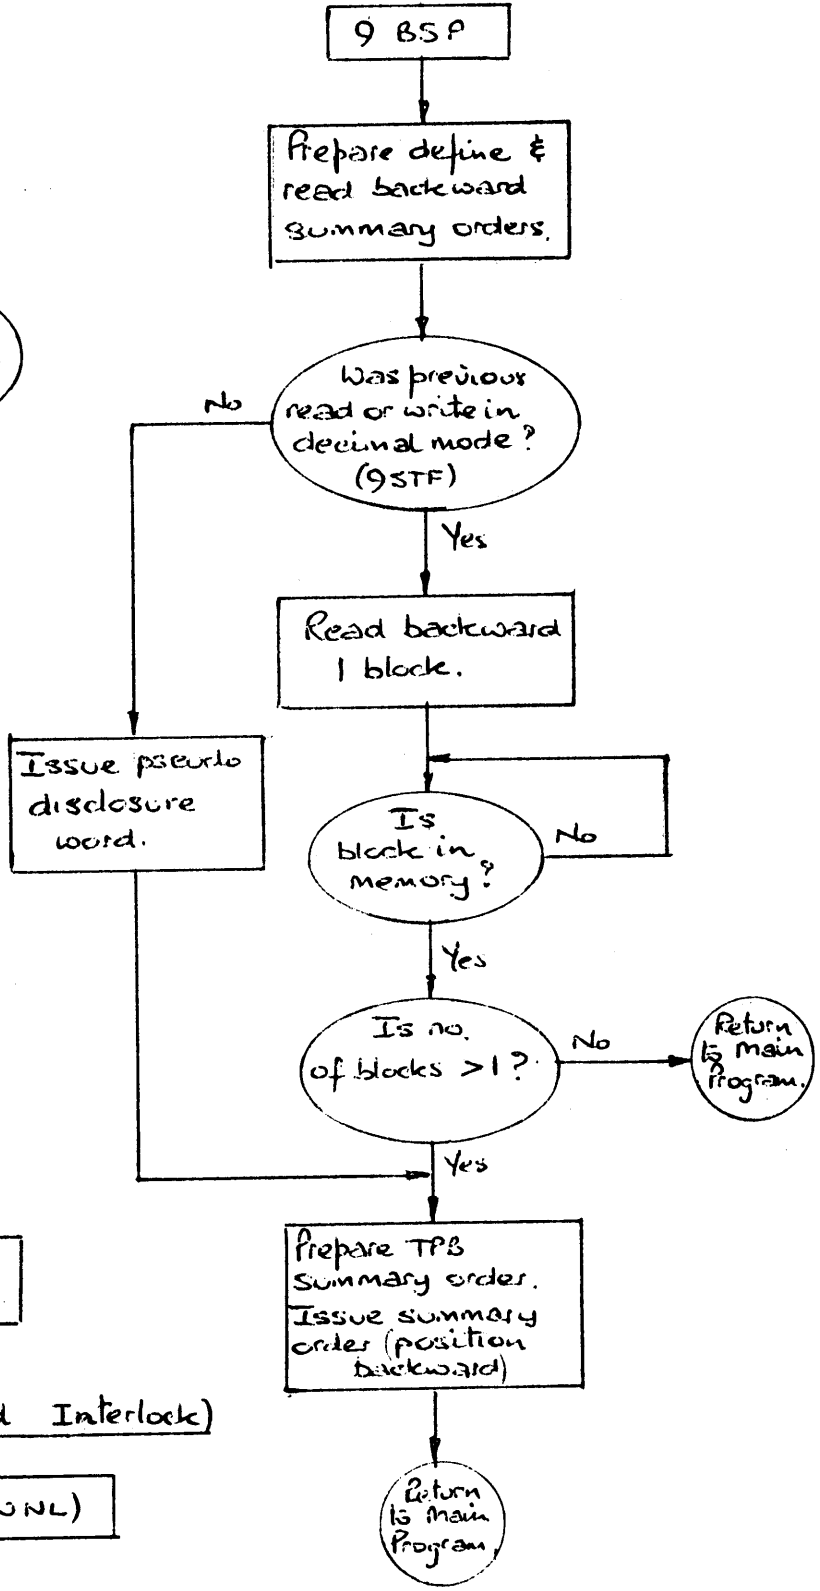 9 BSP
Prepare define &
read backward
summary orders.
Was previous
read or write in
decimal mode?
(9STF)
No
Yes
Read backward
1 block.
Issue pseudo
disclosure
word.
Is
block in
memory?
No
Yes
Is no.
of blocks >1?
No
Return
to main
Program.
Yes
Prepare TPB
summary order.
Issue summary
order (position
backward)
Interlock)
NL)
Return
to main
Program.